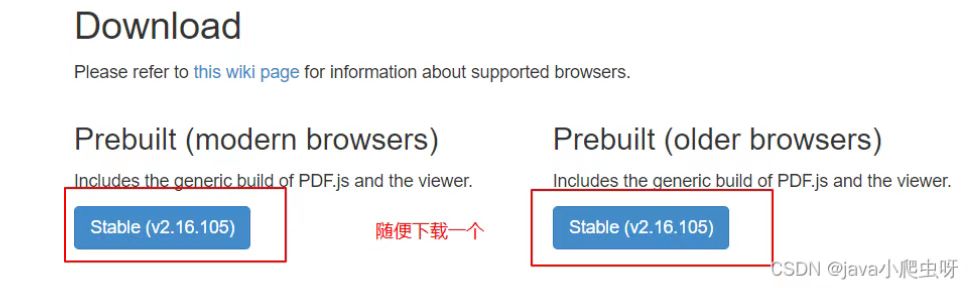 Download
Please refer to this wiki page for information about supported browsers.
Prebuilt (modern browsers)
Prebuilt (older browsers)
Includes the generic build of PDF.js and the viewer.
Includes the generic build of PDF.js and the viewer.
Stable (v2.16.105)
随便下载一个
Stable (v2.16.105)
CSDN @java小爬虫呀